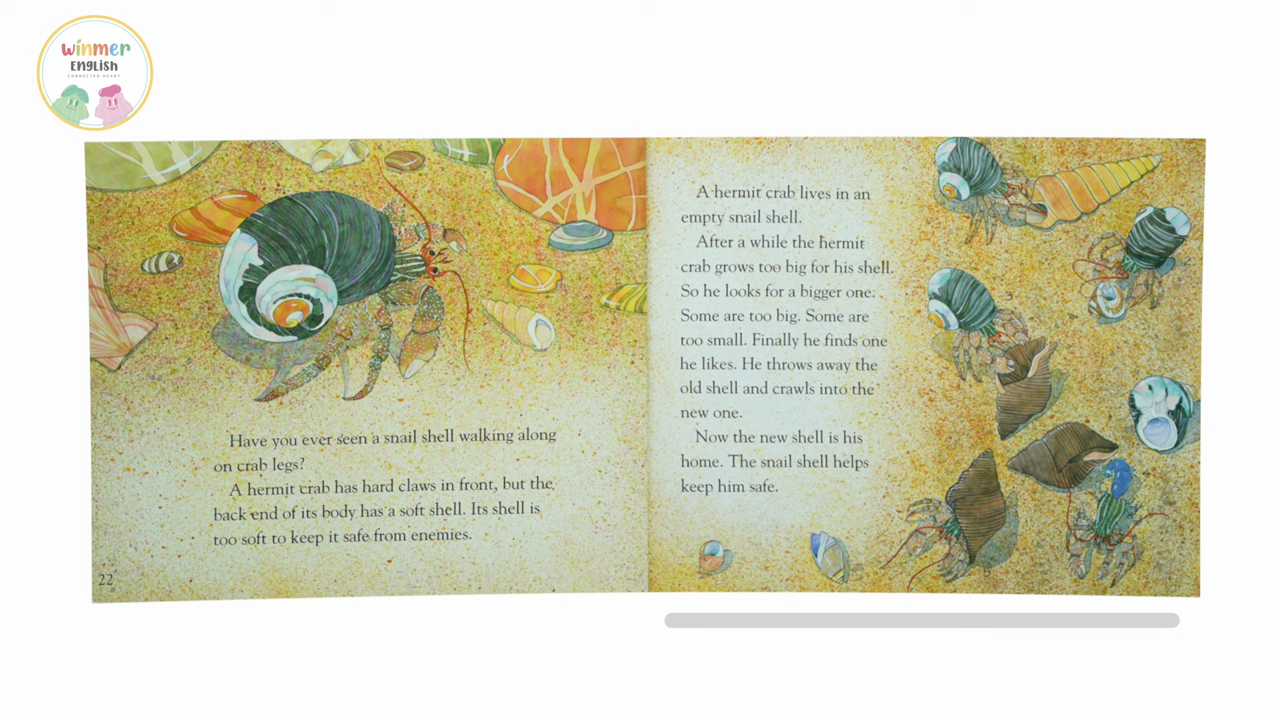 winmer
ENGLISH
CONNECTED HEART
Have you ever seen a snail shell walking along
on crab legs?
A hermit crab has hard claws in front, but the
back end of its body has a soft shell. Its shell is
too soft to keep it safe from enemies.
22
A hermit crab lives in an
empty snail shell.
After a while the hermit
crab grows too big for his shell.
So he looks for a bigger one.
Some are too big. Some are
too small. Finally he finds one
he likes. He throws away the
old shell and crawls into the
new one.
Now the new shell is his
home. The snail shell helps
keep him safe.
3
5